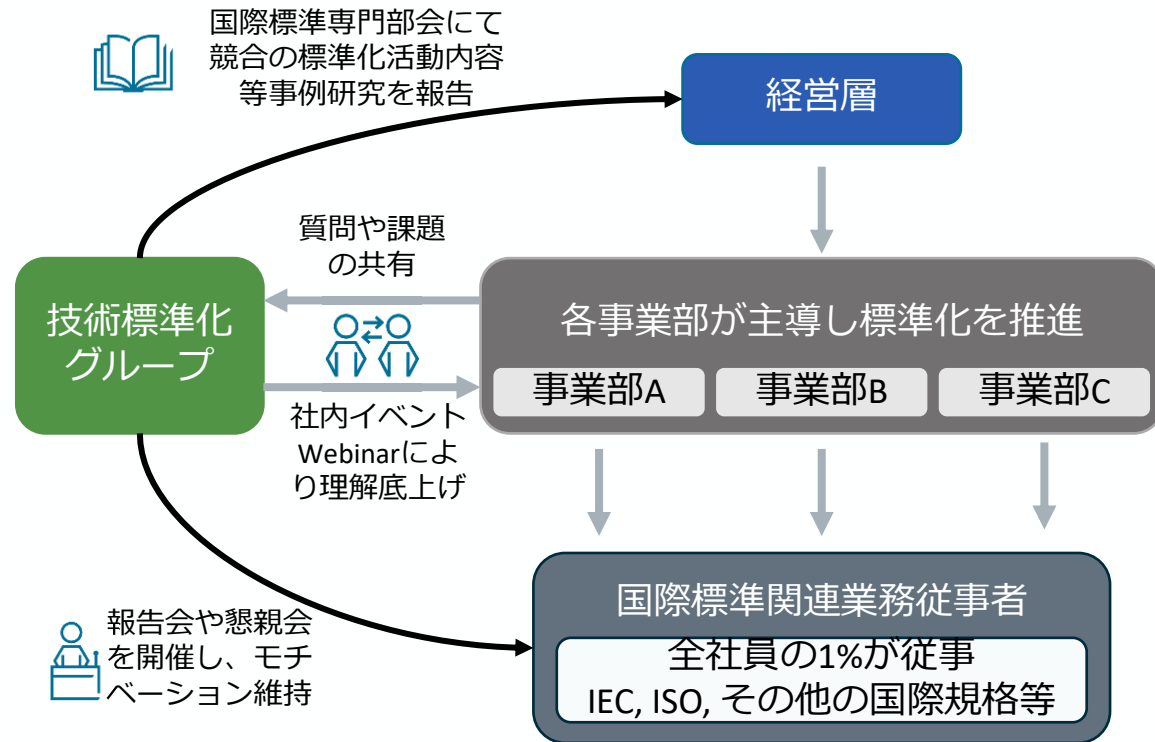 国際標準専門部会にて
競合の標準化活動内容
等事例研究を報告
経営層
質問や課題
の共有
技術標準化
グループ
各事業部が主導し標準化を推進
事業部A
事業部B
事業部C
社内イベント
Webinarによ
り理解底上げ
国際標準関連業務従事者
全社員の1%が従事
IEC, ISO, その他の国際規格等
報告会や懇親会
を開催し、モチ
ベーション維持